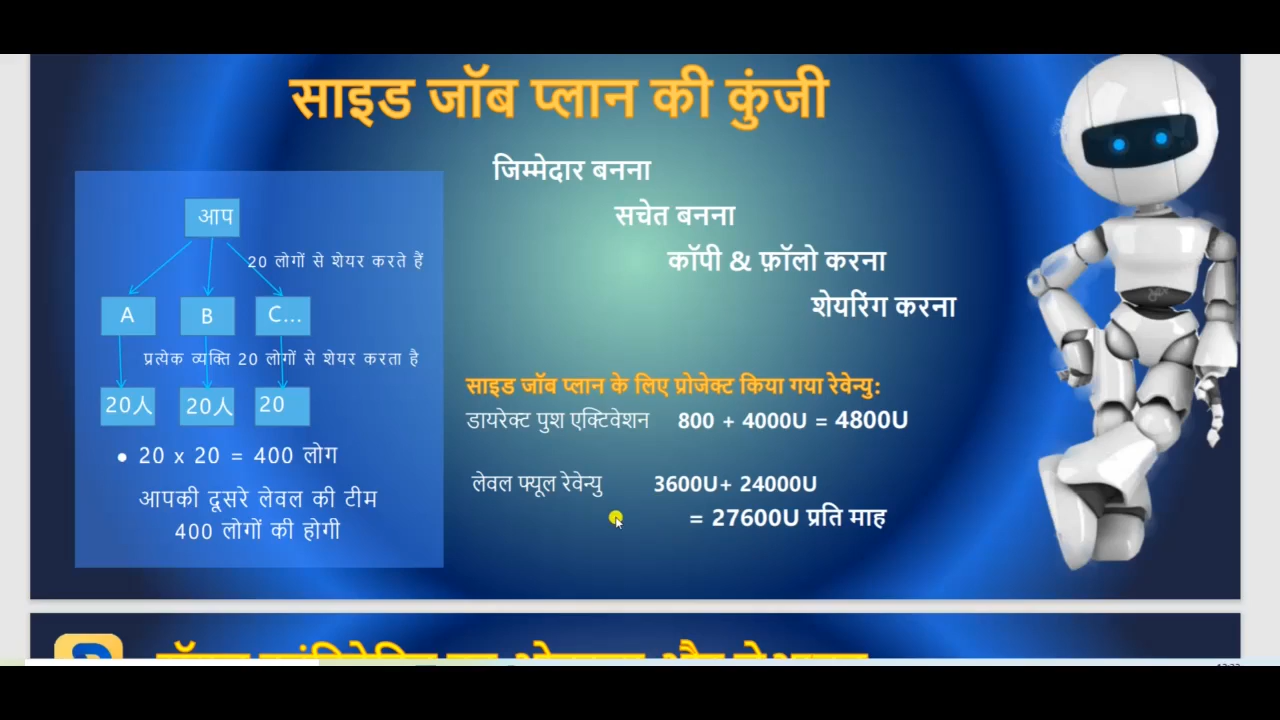 साइड जॉब प्लान की कुंजी
जिम्मेदार बनना
सचेत बनना
कॉपी & फ़ॉलो करना
शेयरिंग करना
आप
20 लोगों से शेयर करते हैं
A
B
C...
प्रत्येक व्यक्ति 20 लोगों से शेयर करता है
20人
20人
20
• 20 x 20 = 400 लोग
आपकी दूसरे लेवल की टीम
400 लोगों की होगी
साइड जॉब प्लान के लिए प्रोजेक्ट किया गया रेवेन्यु:
डायरेक्ट पुश एक्टिवेशन 800 + 4000U = 4800U
लेवल फ्यूल रेवेन्यु 3600U+ 24000U
= 27600U प्रति माह